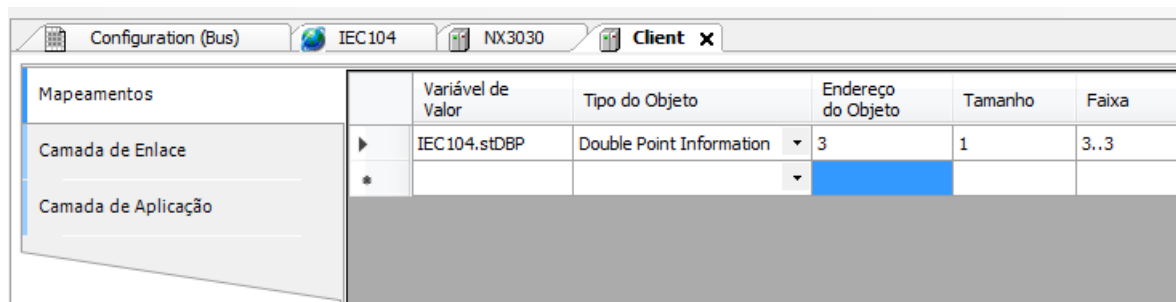 Configuration (Bus) IEC104 NX3030 Client x
Mapeamentos
Camada de Enlace
Camada de Aplicação
Variável de Valor Tipo do Objeto Endereço do Objeto Tamanho Faixa
IEC104.stDBP Double Point Information 3 1 3..3